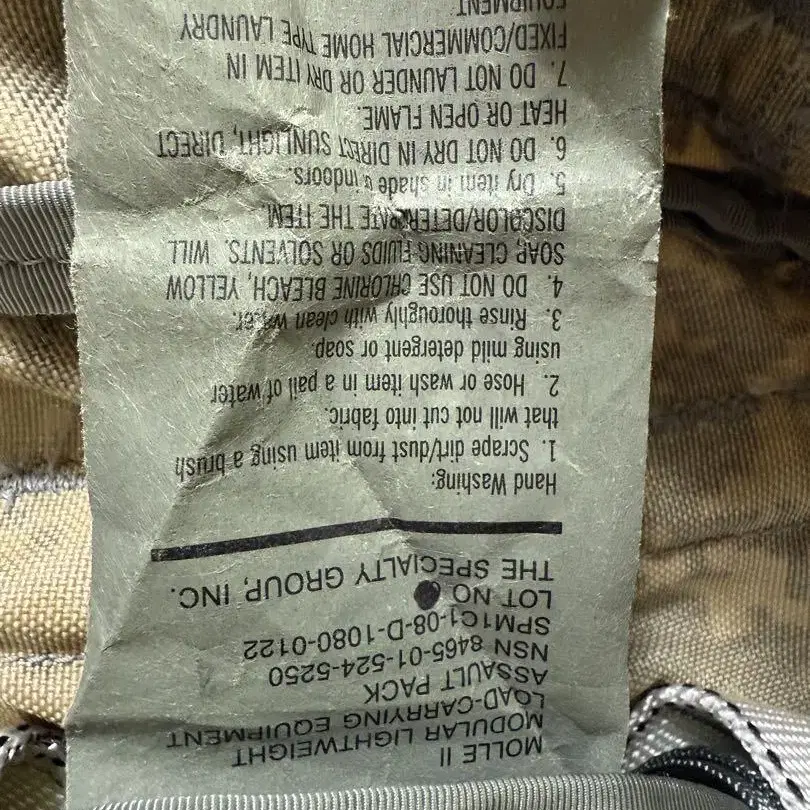 MOLLE II
MODULAR LIGHTWEIGHT
LOAD-CARRYING EQUIPMENT
ASSAULT PACK
NSN 8465-01-524-5250
SPM1C1-08-D-1080-0122
LOT NO
THE SPECIALTY GROUP, INC.
Hand Washing:
1. Scrape dirt/dust from item using a brush
that will not cut into fabric.
2. Hose or wash item in a pail of water
using mild detergent or soap.
3. Rinse thoroughly with clean water.
4. DO NOT USE CHLORINE BLEACH, YELLOW
SOAP, CLEANING FLUIDS OR SOLVENTS. WILL
DISCOLOR/DETERIORATE THE ITEM
5. Dry item in shade indoors.
6. DO NOT DRY IN DIRECT SUNLIGHT, DIRECT
HEAT OR OPEN FLAME.
7. DO NOT LAUNDER OR DRY ITEM IN
FIXED/COMMERCIAL HOME TYPE LAUNDRY
EQUIPMENT